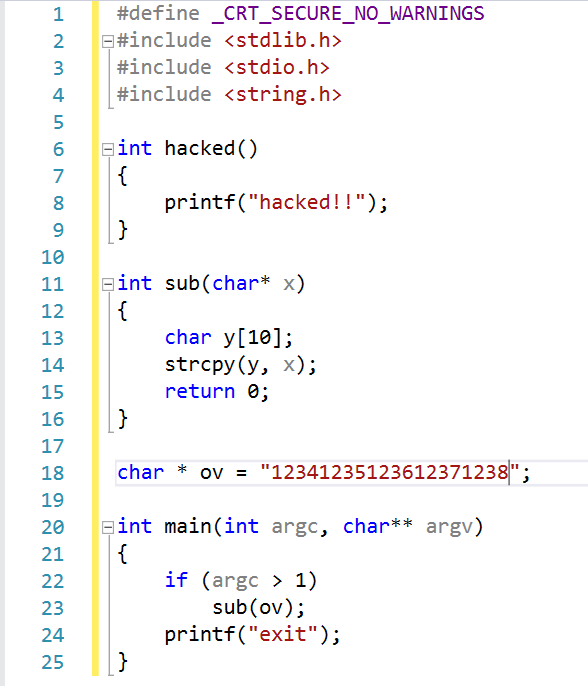 1 #define _CRT_SECURE_NO_WARNINGS
2 #include <stdlib.h>
3 #include <stdio.h>
4 #include <string.h>
5
6 int hacked()
7 {
8     printf("hacked!!");
9 }
10
11 int sub(char* x)
12 {
13     char y[10];
14     strcpy(y, x);
15     return 0;
16 }
17
18 char * ov = "12341235123612371238";
19
20 int main(int argc, char** argv)
21 {
22     if (argc > 1)
23         sub(ov);
24     printf("exit");
25 }